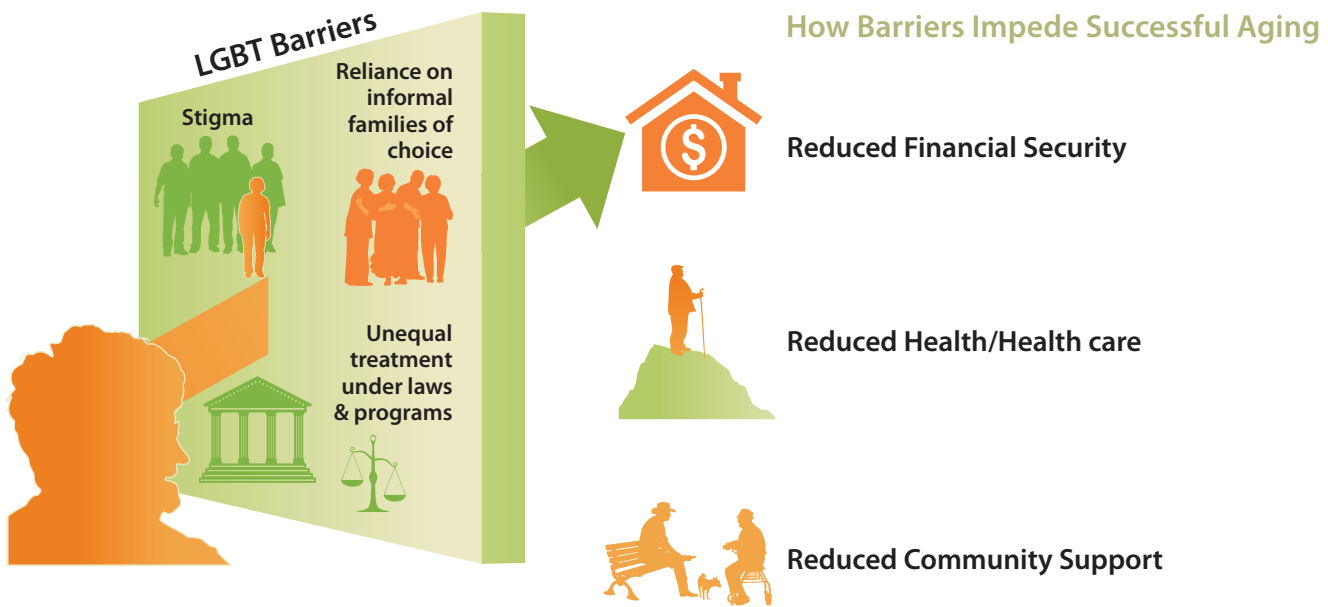 LGBT Barriers
Stigma
Reliance on
informal
families of
choice
Unequal
treatment
under laws
& programs
How Barriers Impede Successful Aging
$
Reduced Financial Security
Reduced Health/Health care
Reduced Community Support